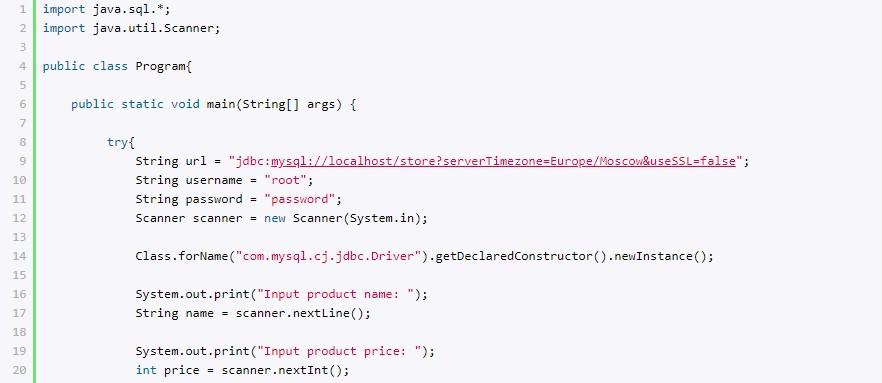 1 import java.sql.*;
2 import java.util.Scanner;
3
4 public class Program{
5
6     public static void main(String[] args) {
7
8         try{
9             String url = "jdbc:mysql://localhost/store?serverTimezone=Europe/Moscow&useSSL=false";
10             String username = "root";
11             String password = "password";
12             Scanner scanner = new Scanner(System.in);
13
14             Class.forName("com.mysql.cj.jdbc.Driver").getDeclaredConstructor().newInstance();
15
16             System.out.print("Input product name: ");
17             String name = scanner.nextLine();
18
19             System.out.print("Input product price: ");
20             int price = scanner.nextInt();